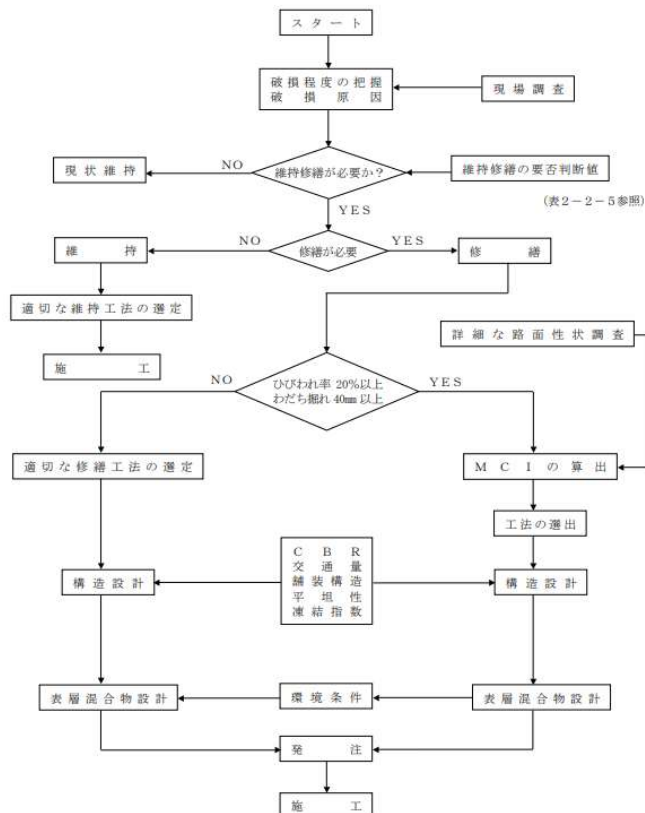 スタート
破損程度の把握
破損原因
現場調査
現状維持
NO
維持修繕が必要か？
維持修繕の要否判断値
(表２－２－５参照)
YES
維持
NO
修繕が必要
YES
修繕
適切な維持工法の選定
詳細な路面性状調査
施工
NO
ひびわれ率 20%以上
わだち掘れ 40㎜以上
YES
適切な修繕工法の選定
ＭＣＩの算出
工法の選出
ＣＢＲ
交通量
舗装構造
平坦性
凍結指数
構造設計
構造設計
表層混合物設計
環境条件
表層混合物設計
発注
施工